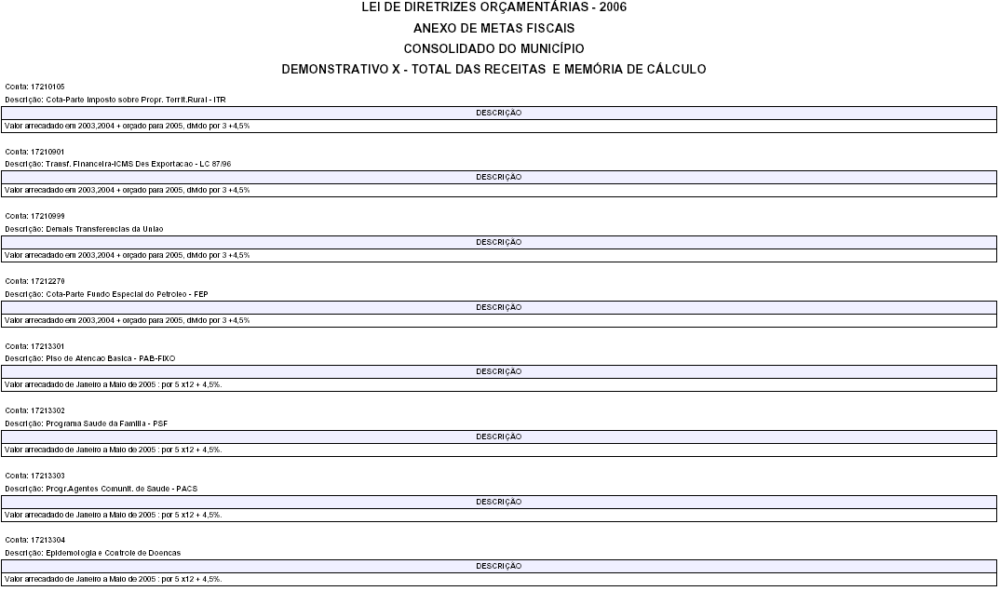 LEI DE DIRETRIZES ORÇAMENTÁRIAS - 2006
ANEXO DE METAS FISCAIS
CONSOLIDADO DO MUNICÍPIO
DEMONSTRATIVO X - TOTAL DAS RECEITAS E MEMÓRIA DE CÁLCULO
Conta: 17210105
Descrição: Cota-Parte Imposto sobre Propr. Territ.Rural - ITR
DESCRIÇÃO
Valor arrecadado em 2003,2004 + orçado para 2005, divido por 3 +4,5%
Conta: 17210901
Descrição: Transf. Financeira-ICMS Des Exportacao - LC 87/96
DESCRIÇÃO
Valor arrecadado em 2003,2004 + orçado para 2005, divido por 3 +4,5%
Conta: 17210999
Descrição: Demais Transferencias da Uniao
DESCRIÇÃO
Valor arrecadado em 2003,2004 + orçado para 2005, divido por 3 +4,5%
Conta: 17212270
Descrição: Cota-Parte Fundo Especial do Petroleo - FEP
DESCRIÇÃO
Valor arrecadado em 2003,2004 + orçado para 2005, divido por 3 +4,5%
Conta: 17213301
Descrição: Piso de Atencao Basica - PAB-FIXO
DESCRIÇÃO
Valor arrecadado de Janeiro a Maio de 2005 : por 5 x12 + 4,5%.
Conta: 17213302
Descrição: Programa Saude da Familia - PSF
DESCRIÇÃO
Valor arrecadado de Janeiro a Maio de 2005 : por 5 x12 + 4,5%.
Conta: 17213303
Descrição: Progr.Agentes Comunit. de Saude - PACS
DESCRIÇÃO
Valor arrecadado de Janeiro a Maio de 2005 : por 5 x12 + 4,5%.
Conta: 17213304
Descrição: Epidemologia e Controle de Doencas
DESCRIÇÃO
Valor arrecadado de Janeiro a Maio de 2005 : por 5 x12 + 4,5%.